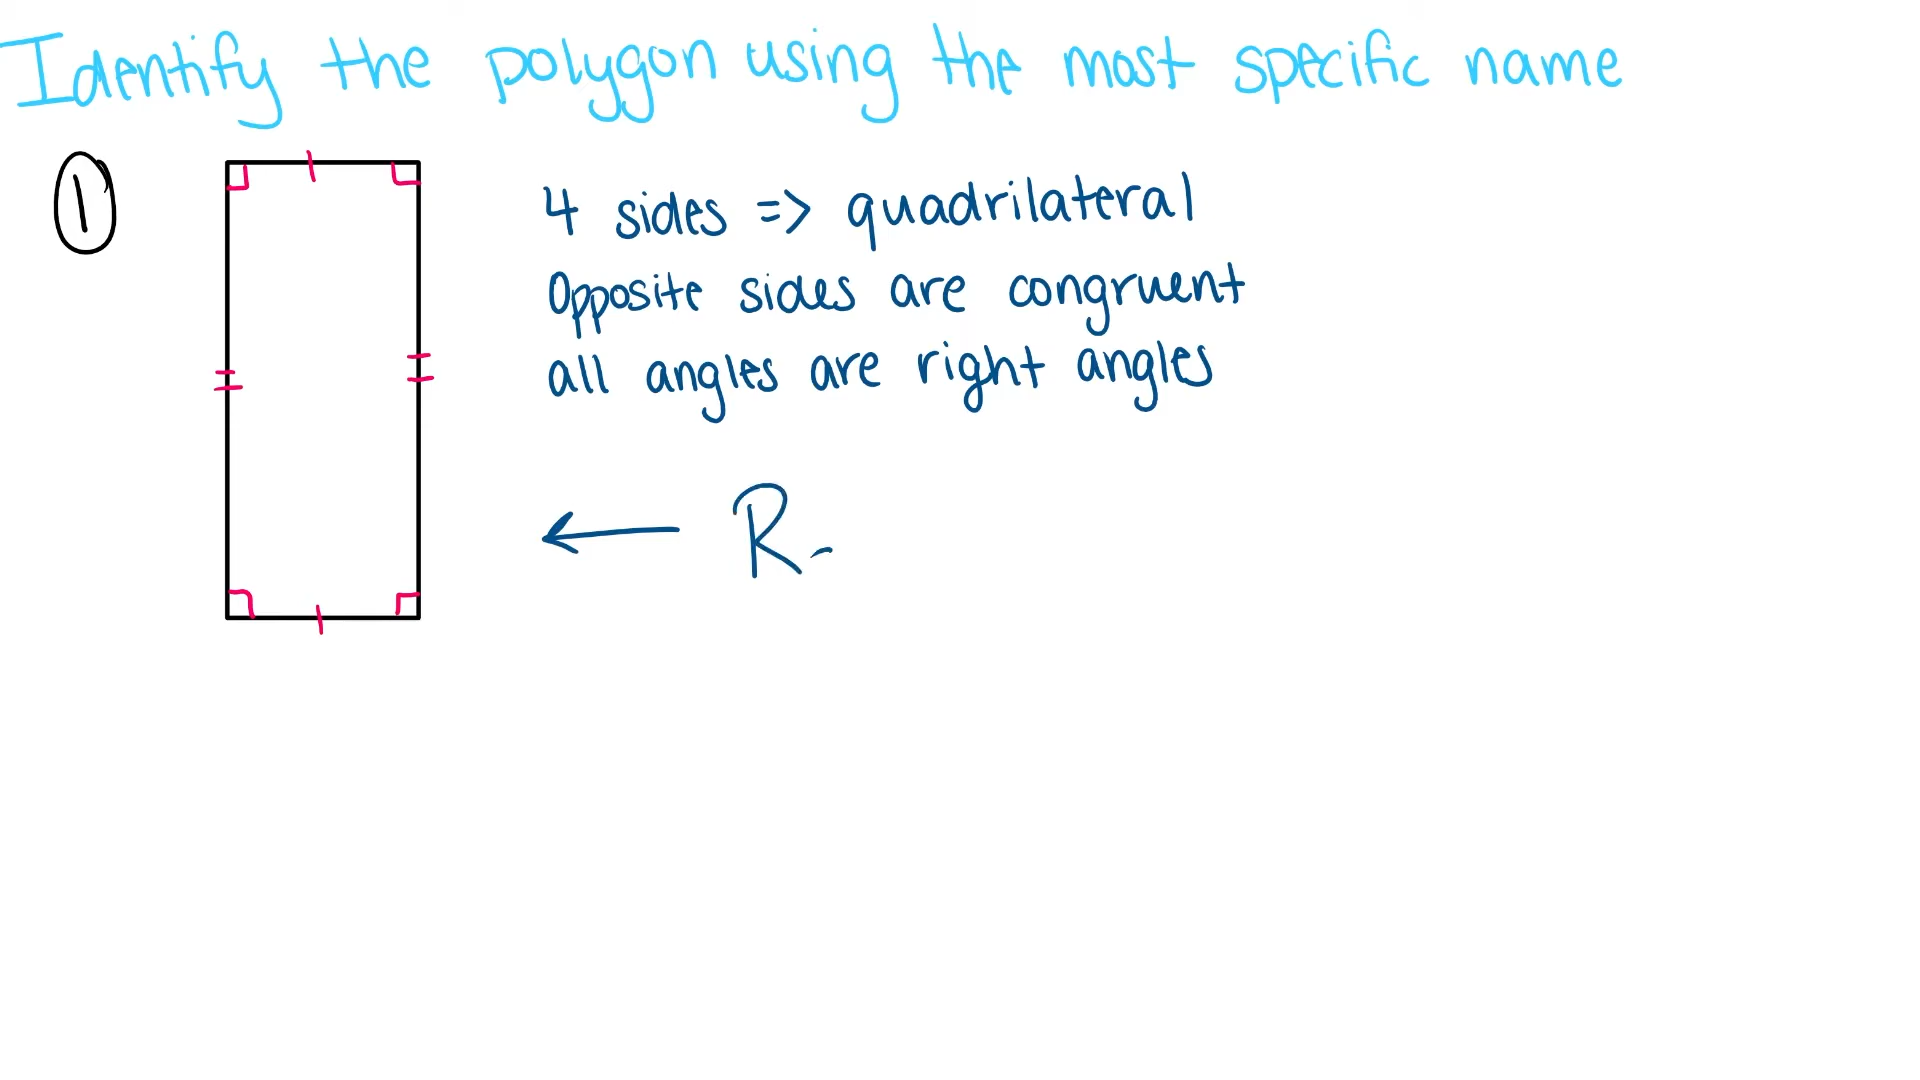 Identify the polygon using the most specific name
1
4 sides => quadrilateral
Opposite sides are congruent
all angles are right angles
← R